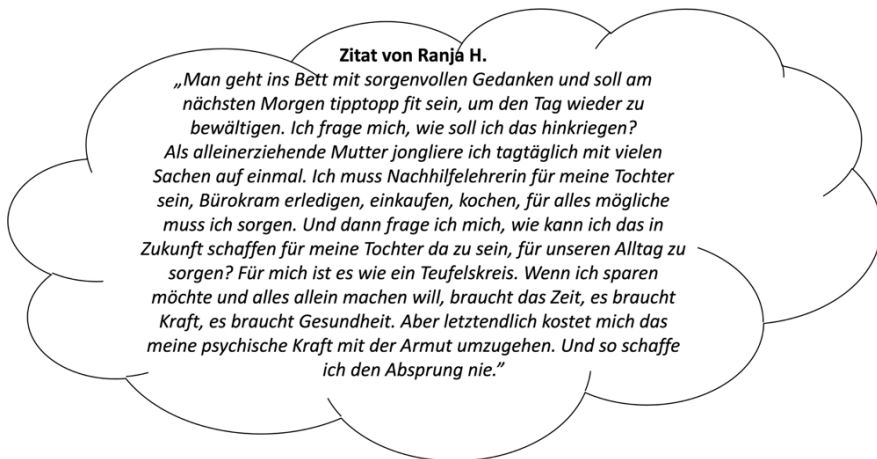 Zitat von Ranja H.
„Man geht ins Bett mit sorgenvollen Gedanken und soll am
nächsten Morgen tipptopp fit sein, um den Tag wieder zu
bewältigen. Ich frage mich, wie soll ich das hinkriegen?
Als alleinerziehende Mutter jongliere ich tagtäglich mit vielen
Sachen auf einmal. Ich muss Nachhilfelehrerin für meine Tochter
sein, Bürokram erledigen, einkaufen, kochen, für alles mögliche
muss ich sorgen. Und dann frage ich mich, wie kann ich das in
Zukunft schaffen für meine Tochter da zu sein, für unseren Alltag zu
sorgen? Für mich ist es wie ein Teufelskreis. Wenn ich sparen
möchte und alles allein machen will, braucht das Zeit, es braucht
Kraft, es braucht Gesundheit. Aber letztendlich kostet mich das
meine psychische Kraft mit der Armut umzugehen. Und so schaffe
ich den Absprung nie.”